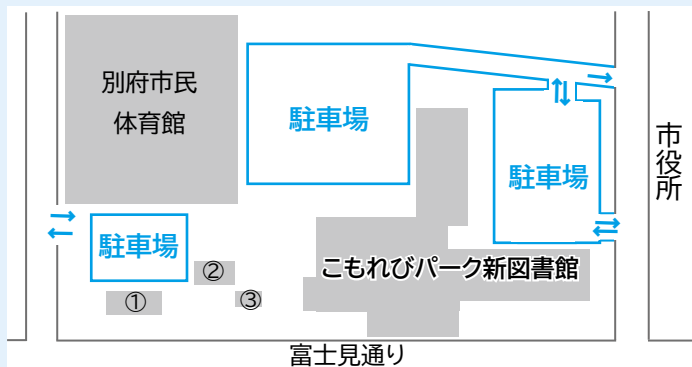 別府市民
体育館
駐車場
駐車場
市役所
駐車場
こもれびパーク新図書館
②
①
③
富士見通り